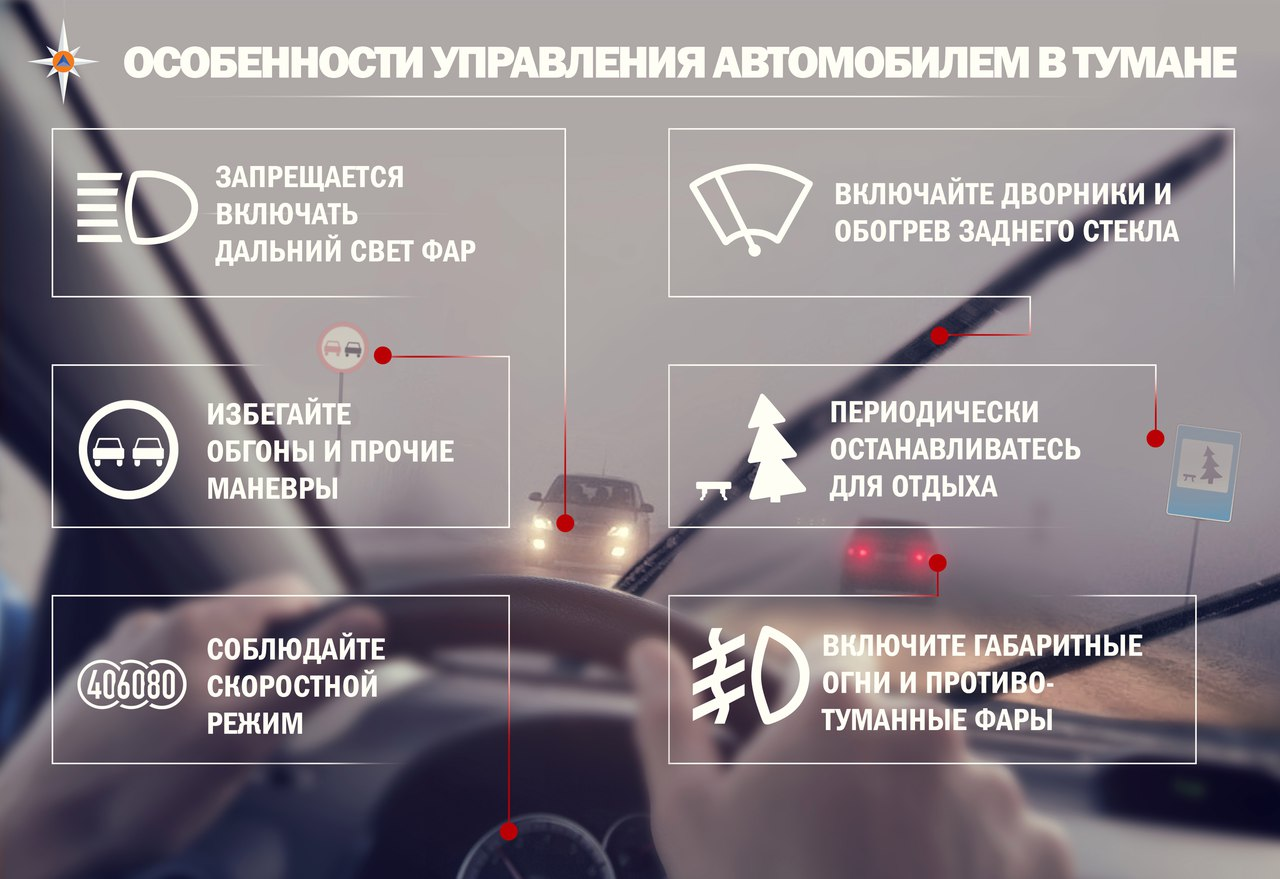 ОСОБЕННОСТИ УПРАВЛЕНИЯ АВТОМОБИЛЕМ В ТУМАНЕ
ЗАПРЕЩАЕТСЯ
ВКЛЮЧАТЬ
ДАЛЬНИЙ СВЕТ ФАР
ВКЛЮЧАЙТЕ ДВОРНИКИ И
ОБОГРЕВ ЗАДНЕГО СТЕКЛА
ИЗБЕГАЙТЕ
ОБГОНЫ И ПРОЧИЕ
МАНЕВРЫ
ПЕРИОДИЧЕСКИ
ОСТАНАВЛИВАТЕСЬ
ДЛЯ ОТДЫХА
406080
СОБЛЮДАЙТЕ
СКОРОСТНОЙ
РЕЖИМ
ВКЛЮЧИТЕ ГАБАРИТНЫЕ
ОГНИ И ПРОТИВО-
ТУМАННЫЕ ФАРЫ